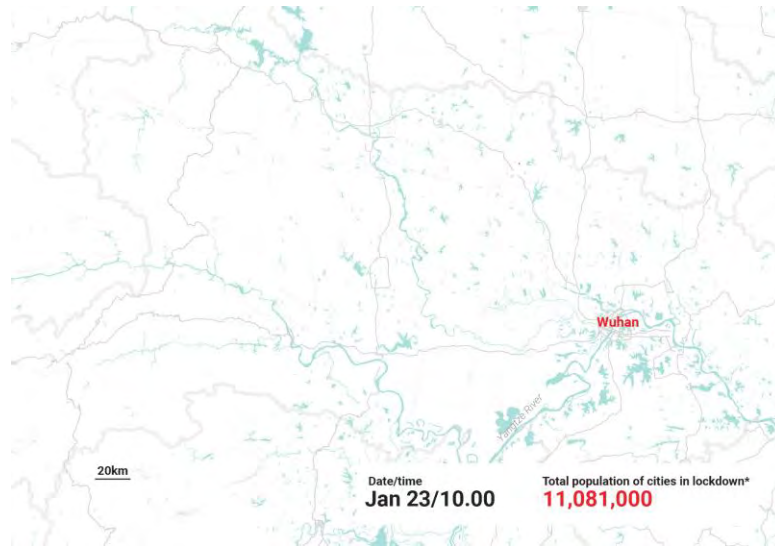 Wuhan
Yangtze River
20km
Date/time
Jan 23/10.00
Total population of cities in lockdown*
11,081,000